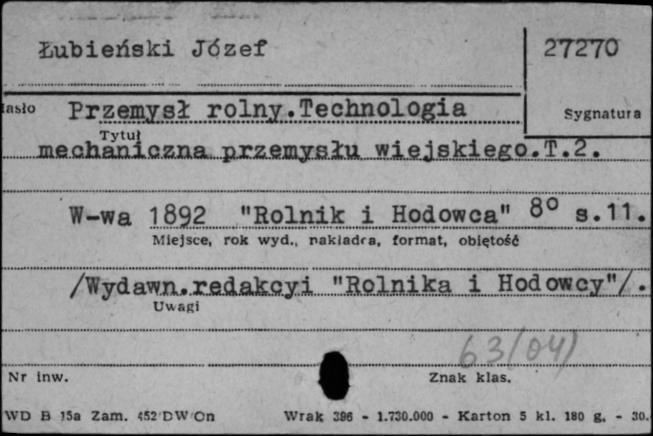 Łubieński Józef
27270
Hasło
Przemysł rolny.Technologia
Sygnatura
Tytuł
mechaniczna przemysłu wiejskiego.T.2.
W-wa 1892 "Rolnik i Hodowca" 8° s.11.
Miejsce, rok wyd., nakładca, format, objętość
/Wydawn.redakcyi "Rolnika i Hodowcy"/.
Uwagi
63/04)
Nr inw.
Znak klas.
WD B 15a Zam. 452 DW Cn Wrak 396 - 1.730.000 - Karton 5 kl. 180 g. - 30.